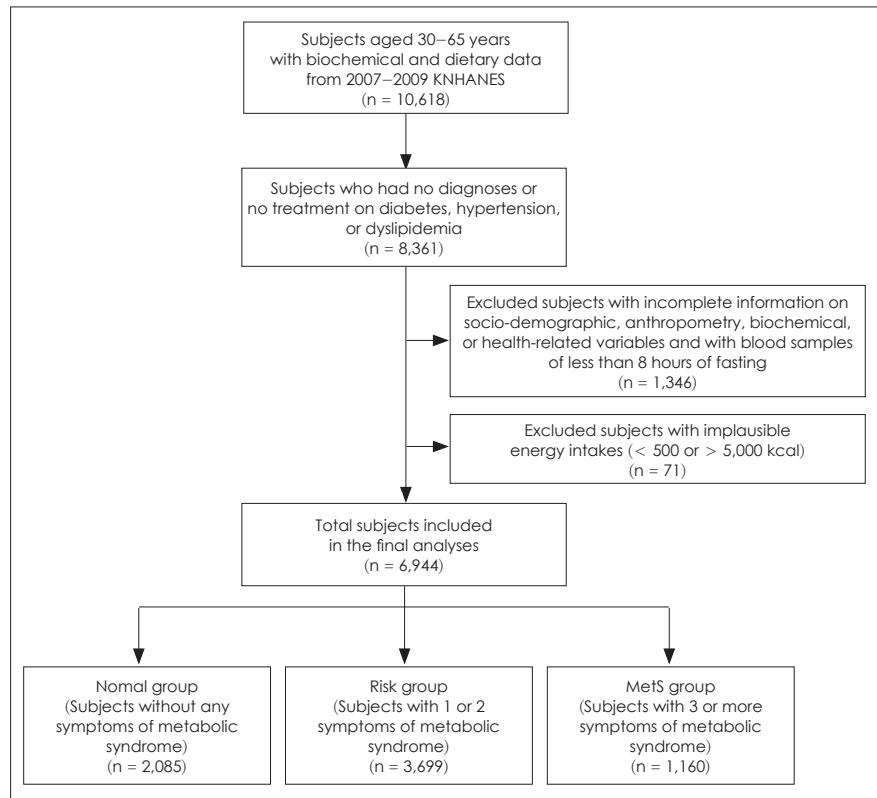 Subjects aged 30–65 years
with biochemical and dietary data
from 2007–2009 KNHANES
(n = 10,618)
Subjects who had no diagnoses or
no treatment on diabetes, hypertension,
or dyslipidemia
(n = 8,361)
Excluded subjects with incomplete information on
socio-demographic, anthropometry, biochemical,
or health-related variables and with blood samples
of less than 8 hours of fasting
(n = 1,346)
Excluded subjects with implausible
energy intakes (< 500 or > 5,000 kcal)
(n = 71)
Total subjects included
in the final analyses
(n = 6,944)
Nomal group
(Subjects without any
symptoms of metabolic
syndrome)
n = 2,085)
Risk group
(Subjects with 1 or 2
symptoms of metabolic
syndrome)
(n = 3,699)
MetS group
(Subjects with 3 or more
symptoms of metabolic
syndrome)
(n = 1,160)